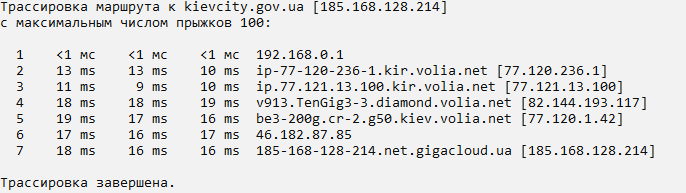 Трассировка маршрута к kievcity.gov.ua [185.168.128.214]
с максимальным числом прыжков 100:
1 <1 мс <1 мс <1 мс 192.168.0.1
2 13 ms 13 ms 10 ms ip-77-120-236-1.kir.volia.net [77.120.236.1]
3 11 ms 9 ms 10 ms ip.77.121.13.100.kir.volia.net [77.121.13.100]
4 18 ms 18 ms 19 ms v913.TenGig3-3.diamond.volia.net [82.144.193.117]
5 19 ms 17 ms 16 ms be3-200g.cr-2.g50.kiev.volia.net [77.120.1.42]
6 17 ms 16 ms 17 ms 46.182.87.85
7 18 ms 16 ms 16 ms 185-168-128-214.net.gigacloud.ua [185.168.128.214]
Трассировка завершена.